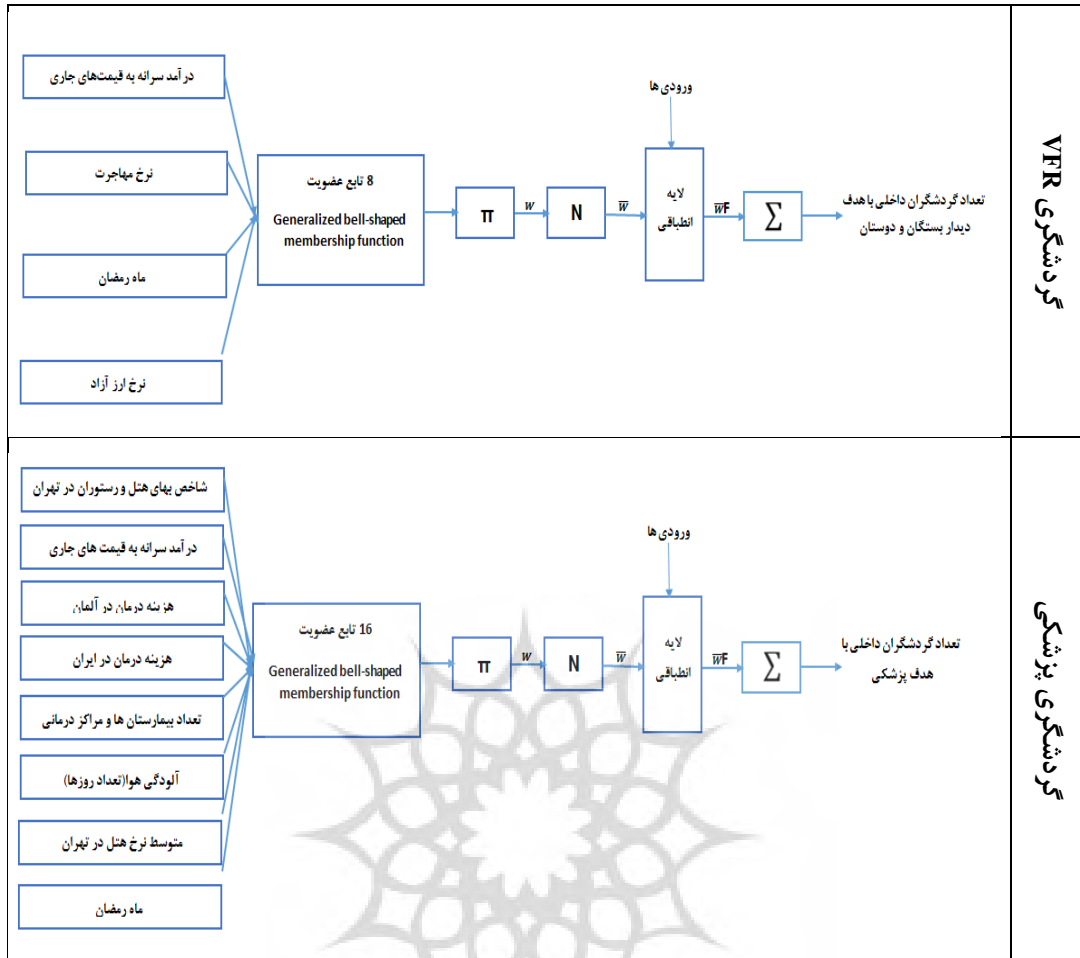 گردشگری VFR
درآمد سرانه به قیمت‌های جاری
نرخ مهاجرت
ماه رمضان
نرخ ارز آزاد
8 تابع عضویت
Generalized bell-shaped
membership function
π
w
N
w̅
ورودی ها
لایه
انطباقی
w̅F
∑
تعداد گردشگران داخلی با هدف
دیدار بستگان و دوستان
گردشگری پزشکی
شاخص بهای هتل و رستوران در تهران
درآمد سرانه به قیمت های جاری
هزینه درمان در آلمان
هزینه درمان در ایران
تعداد بیمارستان ها و مراکز درمانی
آلودگی هوا(تعداد روزها)
متوسط نرخ هتل در تهران
ماه رمضان
16 تابع عضویت
Generalized bell-shaped
membership function
π
w
N
w̅
ورودی ها
لایه
انطباقی
w̅F
∑
تعداد گردشگران داخلی با
هدف پزشکی